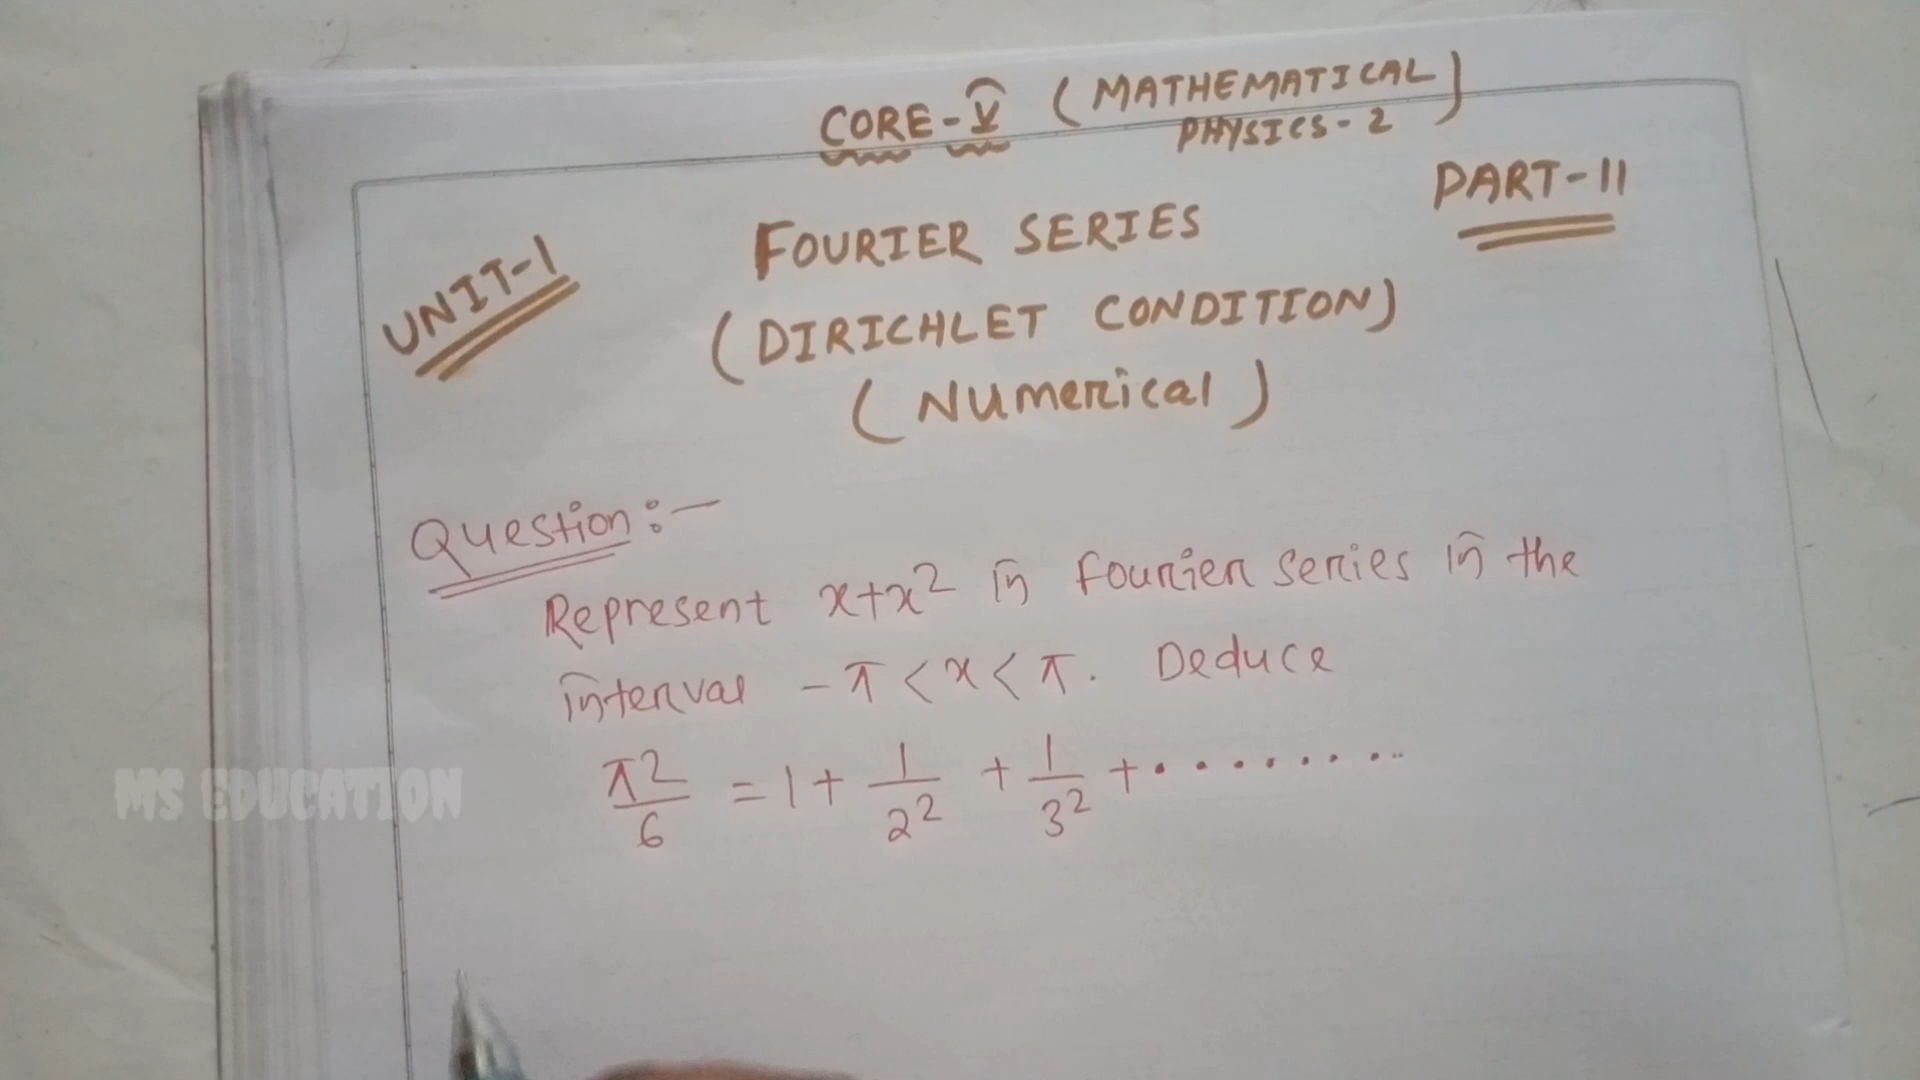 CORE-V (MATHEMATICAL PHYSICS-2)
PART-II
UNIT-1
FOURIER SERIES
(DIRICHLET CONDITION)
(Numerical)
Question:-
Represent x+x² in Fourier series in the
interval -π<x<π. Deduce
π²/6 = 1 + 1/2² + 1/3² + .........
MS EDUCATION